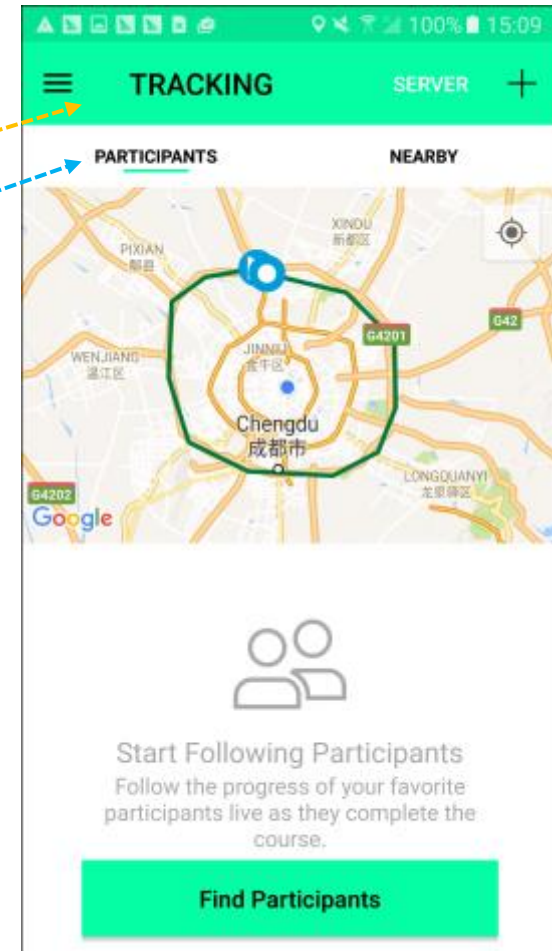 100% 15:09
TRACKING SERVER
PARTICIPANTS NEARBY
XINDU
新都区
PIXIAN
郫县
G4201
G42
WENJIANG
温江区
JINNIU
金牛区
Chengdu
成都市
LONGQUANYI
龙泉驿区
G4202
Google
Start Following Participants
Follow the progress of your favorite
participants live as they complete the
course.
Find Participants